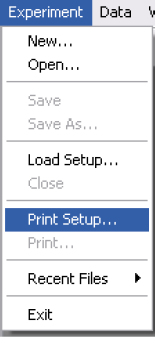 Experiment Data
New...
Open...
Save
Save As...
Load Setup...
Close
Print Setup...
Print...
Recent Files
Exit